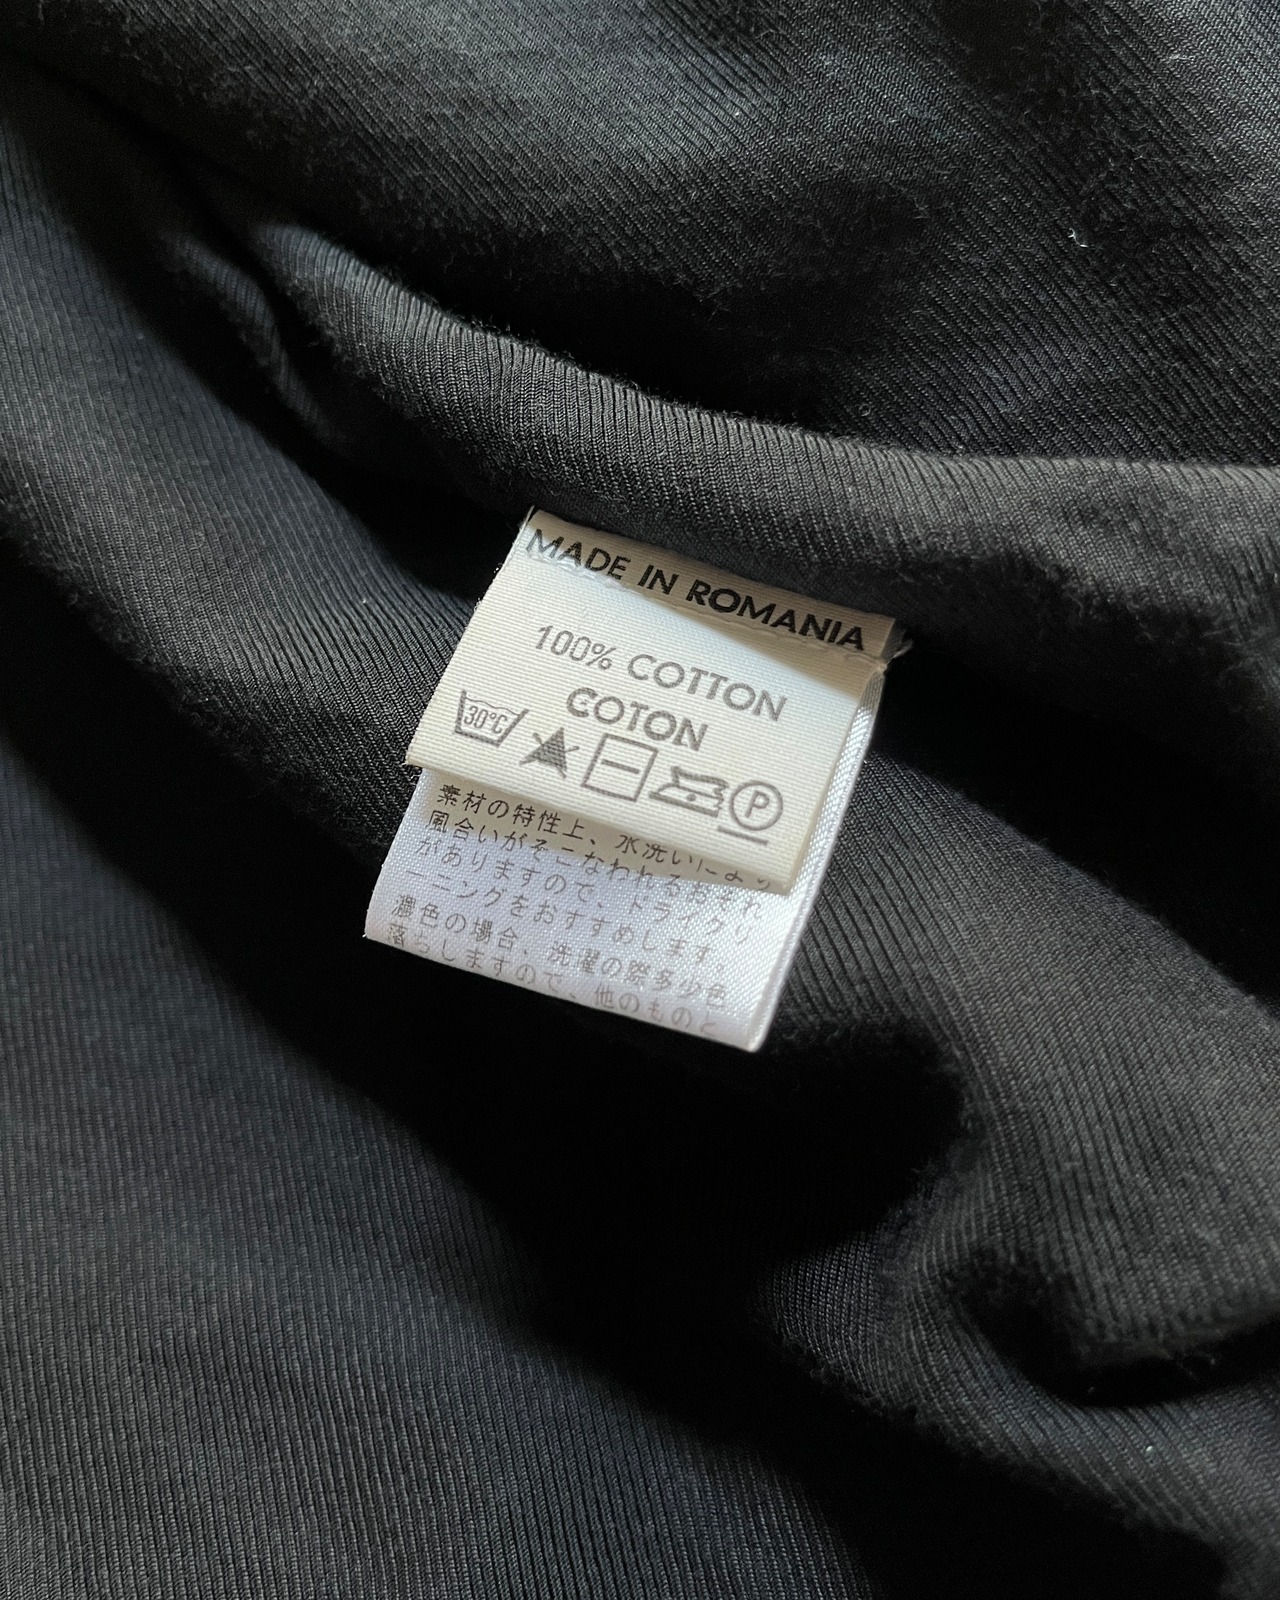 MADE IN ROMANIA
100% COTTON
COTON
30°C
P
素材の特性上、水洗いにより
風合いがそこなわれるおそれ
がありますので、ドライクリ
ーニングをおすすめします。
濃色の場合、洗濯の際多少色
落ちしますので、他のものと